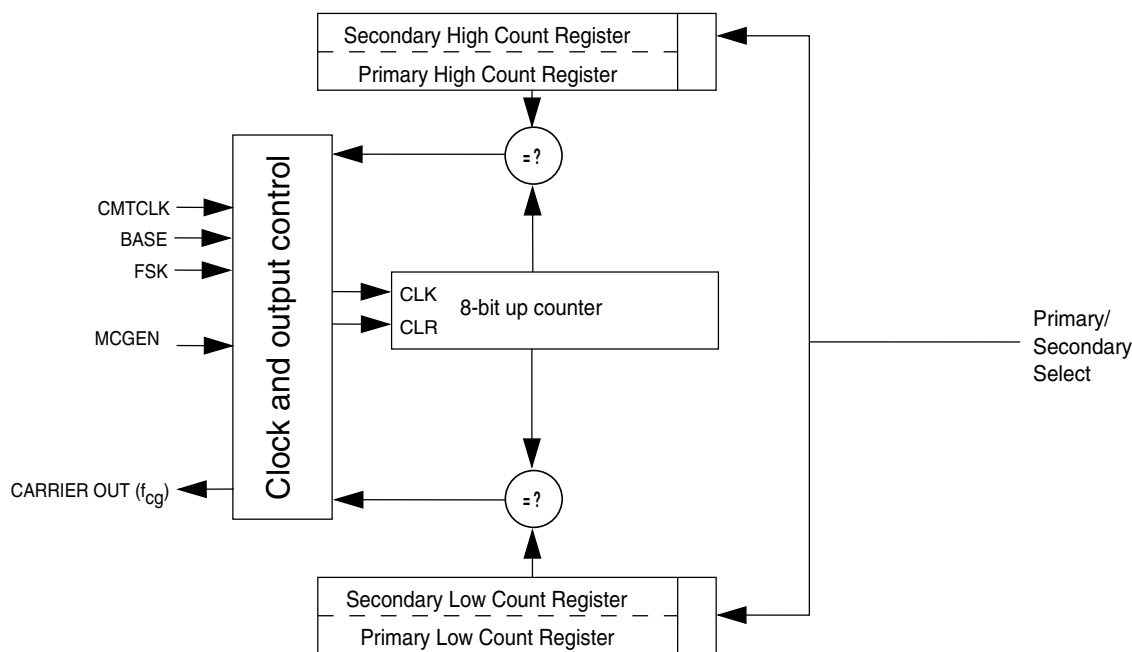 Secondary High Count Register
Primary High Count Register
= ?
Clock and output control
CMTCLK
BASE
FSK
MCGEN
CARRIER OUT (fcg)
CLK
CLR
8-bit up counter
Primary/
Secondary
Select
= ?
Secondary Low Count Register
Primary Low Count Register